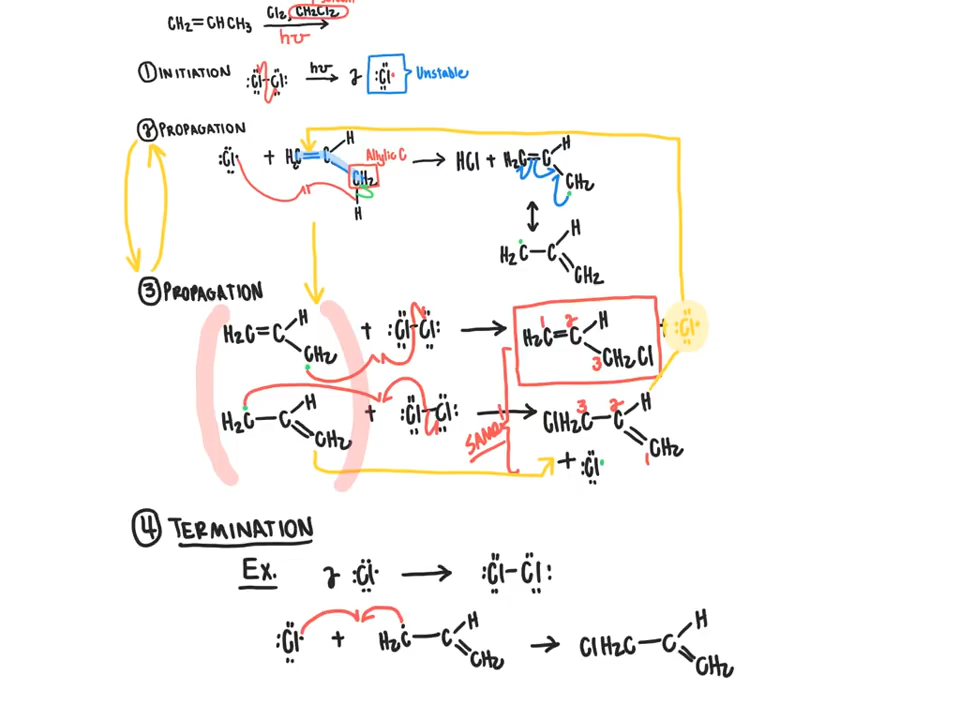 CH2=CHCH3 Cl2, CH2Cl2
hν
① INITIATION :Cl-Cl: hν → 2 :Cl· Unstable
② PROPAGATION
:Cl· + H2C=C H CH2 H Allylic C → HCl + H2C=C H CH2
H2C-C H CH2
③ PROPAGATION
H2C=C H CH2 + :Cl-Cl: → H2C=C H CH2Cl 1 2 3 + :Cl·
H2C-C H CH2 + :Cl-Cl: → ClH2C-C H CH2 3 2 1
SAME
+ :Cl·
④ TERMINATION
Ex. 2 :Cl· → :Cl-Cl:
:Cl· + H2C-C H CH2 → ClH2C-C H CH2